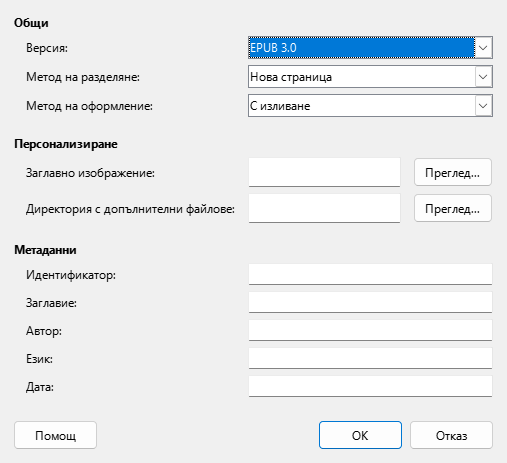 Общи
Версия: EPUB 3.0
Метод на разделяне: Нова страница
Метод на оформление: С изливане
Персонализиране
Заглавно изображение: Преглед...
Директория с допълнителни файлове: Преглед...
Метаданни
Идентификатор:
Заглавие:
Автор:
Език:
Дата:
Помощ OK Отказ